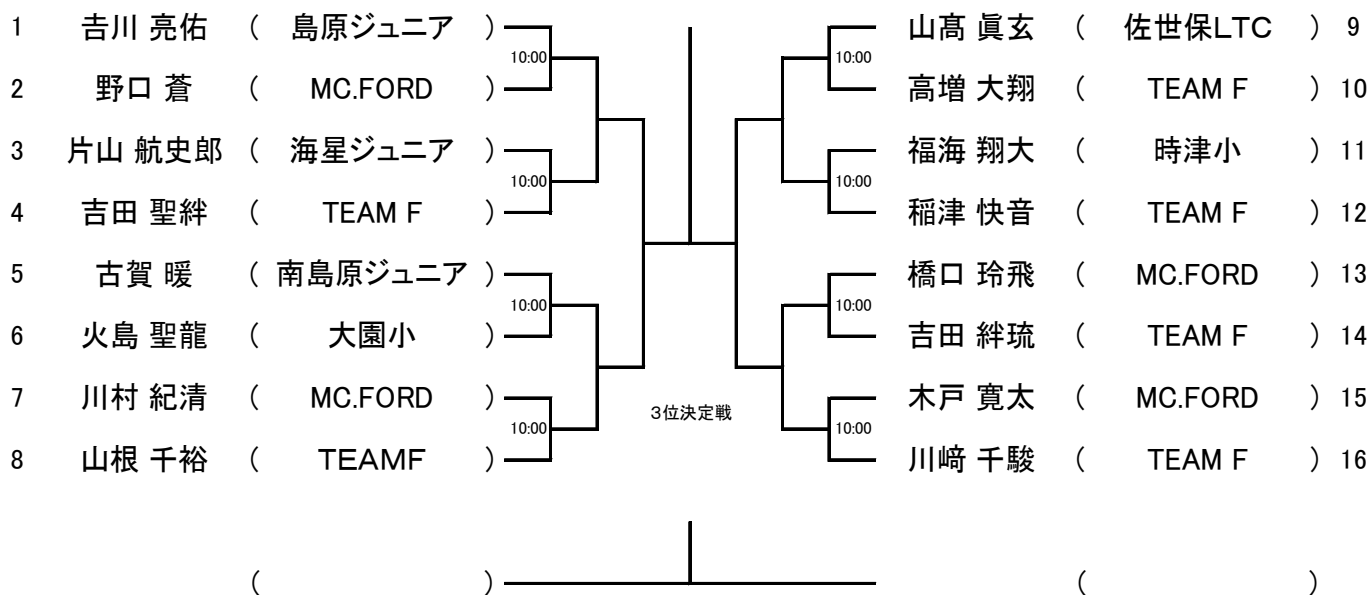 1 𠮷川 亮佑 ( 島原ジュニア ) 10:00 山髙 眞玄 ( 佐世保LTC ) 9
2 野口 蒼 ( MC.FORD ) 10:00 高増 大翔 ( TEAM F ) 10
3 片山 航史郎 ( 海星ジュニア ) 10:00 福海 翔大 ( 時津小 ) 11
4 吉田 聖絆 ( TEAM F ) 10:00 稲津 快音 ( TEAM F ) 12
5 古賀 暖 ( 南島原ジュニア ) 10:00 橋口 玲飛 ( MC.FORD ) 13
6 火島 聖龍 ( 大園小 ) 10:00 吉田 絆琉 ( TEAM F ) 14
7 川村 紀清 ( MC.FORD ) 10:00 3位決定戦 木戸 寛太 ( MC.FORD ) 15
8 山根 千裕 ( TEAMF ) 10:00 川﨑 千駿 ( TEAM F ) 16
( ) ( )